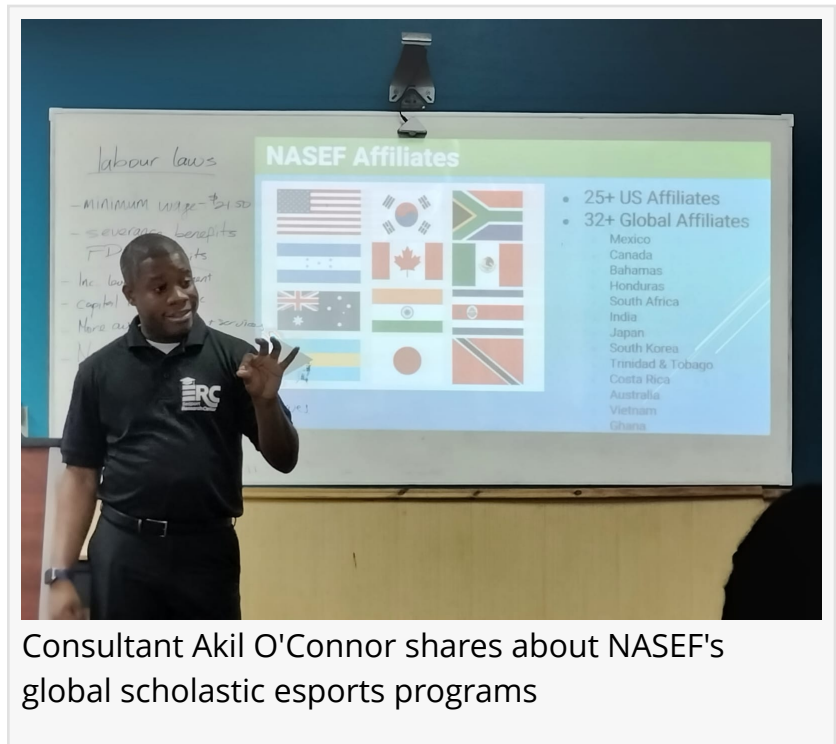 labour laws
- minimum wage - $21.50
- severance benefits
NASEF Affiliates
• 25+ US Affiliates
• 32+ Global Affiliates
Mexico
Canada
Bahamas
Honduras
South Africa
India
Japan
South Korea
Trinidad & Tobago
Costa Rica
Australia
Vietnam
Ghana
ERC
Consultant Akil O'Connor shares about NASEF's
global scholastic esports programs